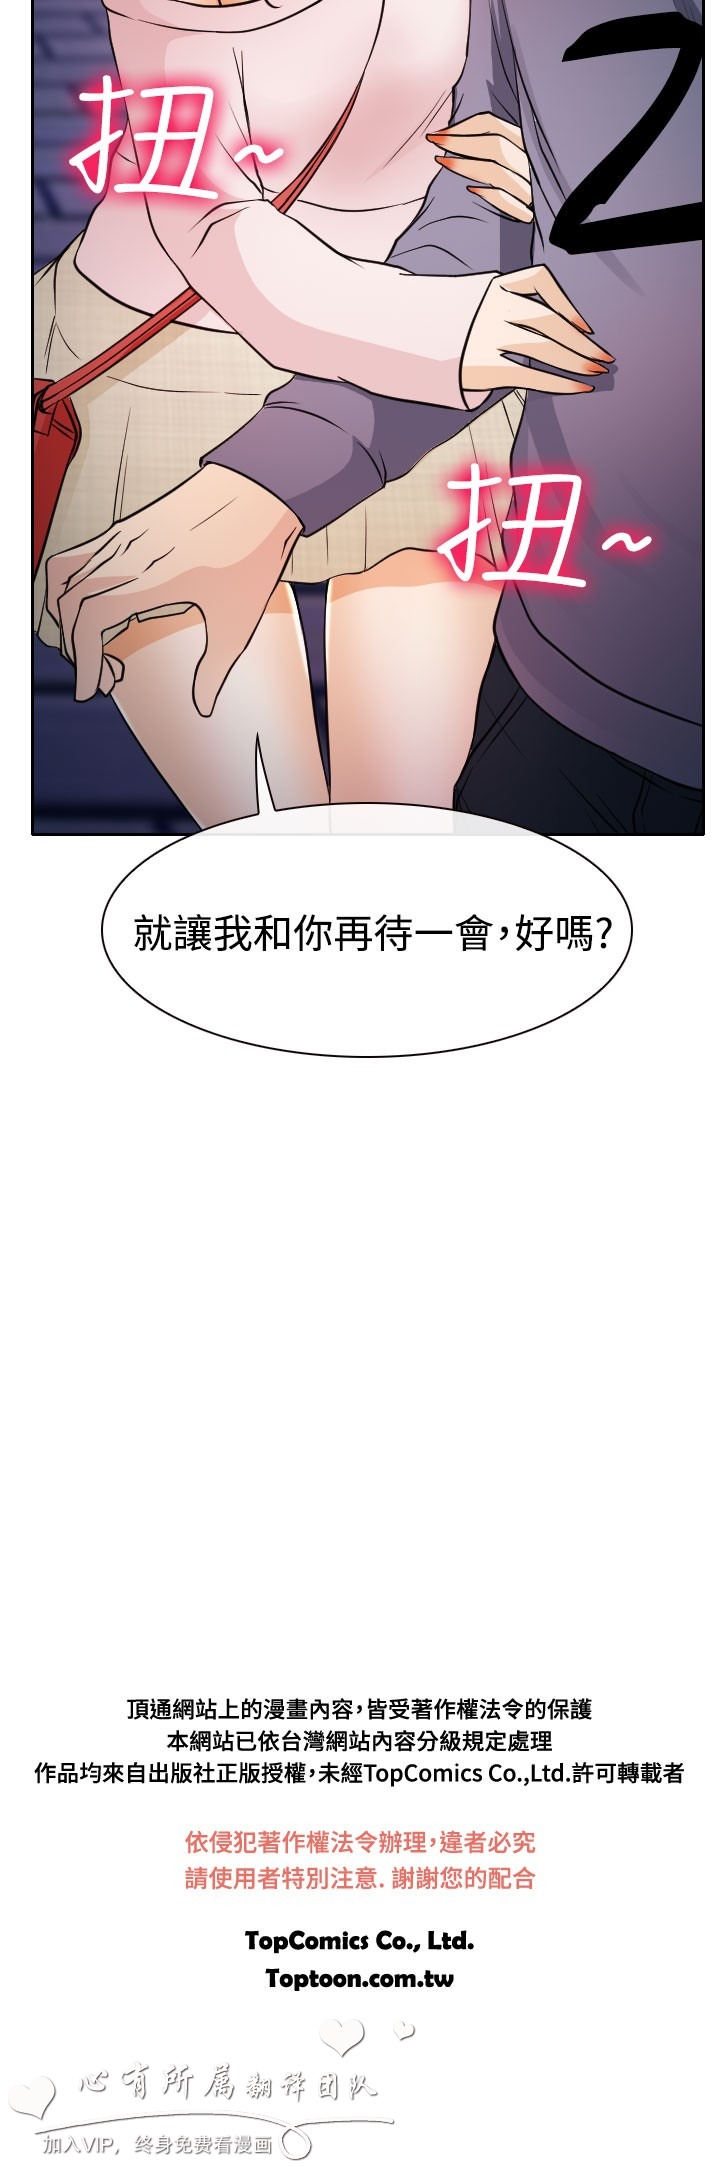 扭~
扭~
就讓我和你再待一會，好嗎?
頂通網站上的漫畫內容，皆受著作權法令的保護
本網站已依台灣網站內容分級規定處理
作品均來自出版社正版授權，未經TopComics Co.,Ltd.許可轉載者
依侵犯著作權法令辦理，違者必究
請使用者特別注意. 謝謝您的配合
TopComics Co., Ltd.
Toptoon.com.tw
心有所属翻译团队
加入VIP，终身免费看漫画